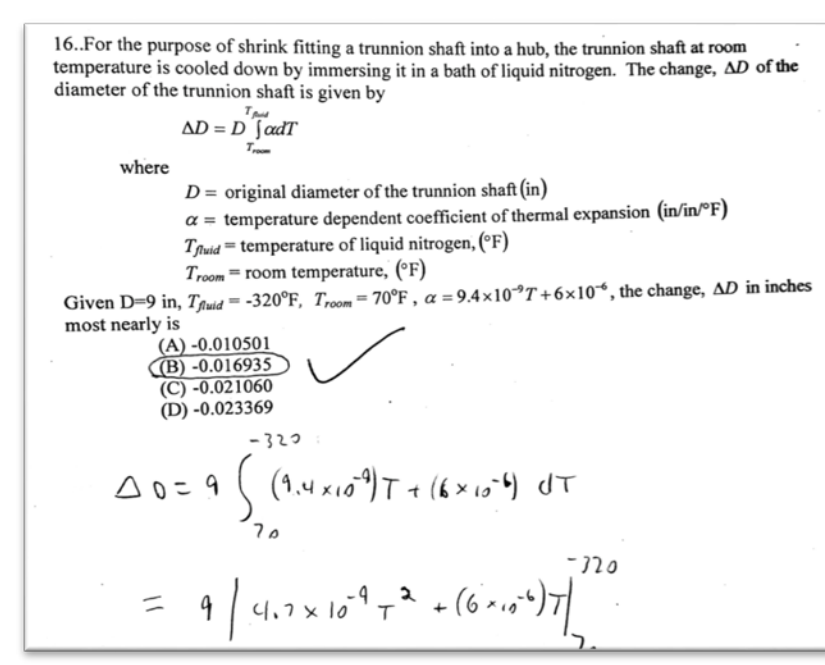 16..For the purpose of shrink fitting a trunnion shaft into a hub, the trunnion shaft at room
temperature is cooled down by immersing it in a bath of liquid nitrogen. The change, ΔD of the
diameter of the trunnion shaft is given by
ΔD = D ∫_{T_room}^{T_fluid} αdT
where
D = original diameter of the trunnion shaft (in)
α = temperature dependent coefficient of thermal expansion (in/in/°F)
T_fluid = temperature of liquid nitrogen, (°F)
T_room = room temperature, (°F)
Given D=9 in, T_fluid = -320°F, T_room = 70°F , α = 9.4×10⁻⁹T + 6×10⁻⁶, the change, ΔD in inches
most nearly is
(A) -0.010501
(B) -0.016935
(C) -0.021060
(D) -0.023369
ΔD = 9 ∫_{70}^{-320} (9.4×10⁻⁹)T + (6×10⁻⁶) dT
= 9 | 4.7×10⁻⁹ T² + (6×10⁻⁶)T |^{-320}